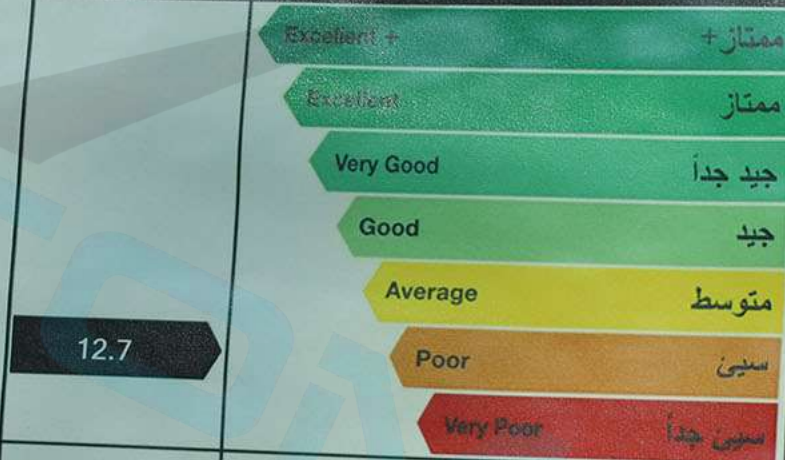 Excellent + ممتاز+
Excellent ممتاز
Very Good جيد جداً
Good جيد
Average متوسط
12.7 Poor سيئ
Very Poor سيئ جداً